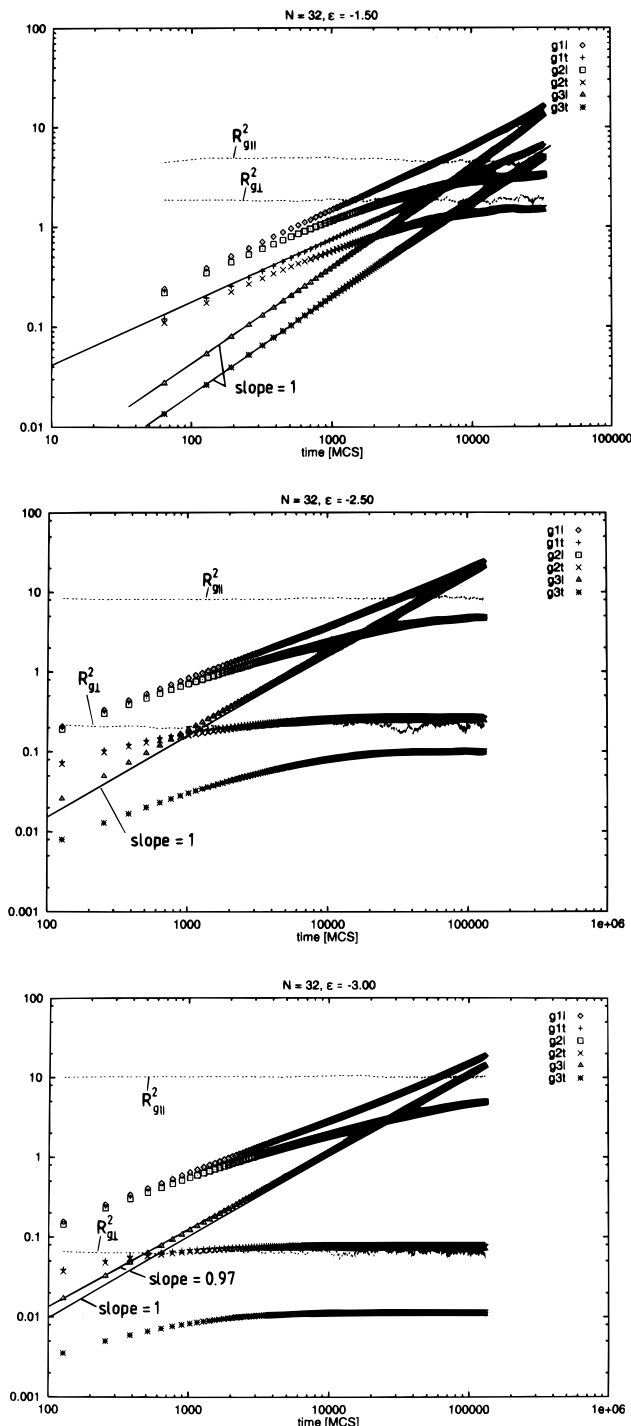 N = 32, ε = -1.50
100
10
1
0.1
0.01
10
100
1000
10000
100000
time [MCS]
g1l
g1t
g2l
g2t
g3l
g3t
R²g||
R²g⊥
slope = 1
N = 32, ε = -2.50
100
10
1
0.1
0.01
0.001
100
1000
10000
100000
1e+06
time [MCS]
g1l
g1t
g2l
g2t
g3l
g3t
R²g||
R²g⊥
slope = 1
N = 32, ε = -3.00
100
10
1
0.1
0.01
0.001
100
1000
10000
100000
1e+06
time [MCS]
g1l
g1t
g2l
g2t
g3l
g3t
R²g||
R²g⊥
slope = 0.97
slope = 1